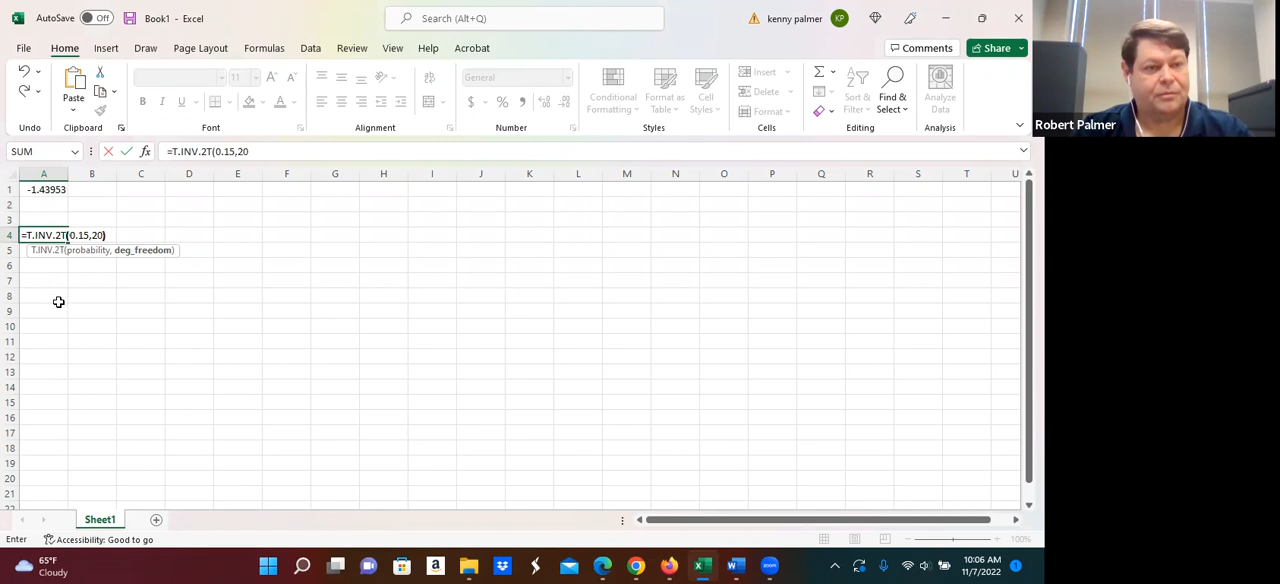 AutoSave Off Book1 - Excel Search (Alt+Q) kenny palmer KP
File Home Insert Draw Page Layout Formulas Data Review View Help Acrobat Comments Share
Paste 11 General Conditional Formatting Format as Table Cell Styles Insert Delete Format Sort & Filter Find & Select Analyze Data
Undo Clipboard Font Alignment Number Styles Cells Editing Analysis
Robert Palmer
SUM =T.INV.2T(0.15,20
A B C D E F G H I J K L M N O P Q R S T U
1 -1.43953
2
3
4 =T.INV.2T(0.15,20)
5 T.INV.2T(probability, deg_freedom)
6
7
8
9
10
11
12
13
14
15
16
17
18
19
20
21
22
Sheet1
Enter Accessibility: Good to go 100%
65°F
Cloudy
10:06 AM
11/7/2022